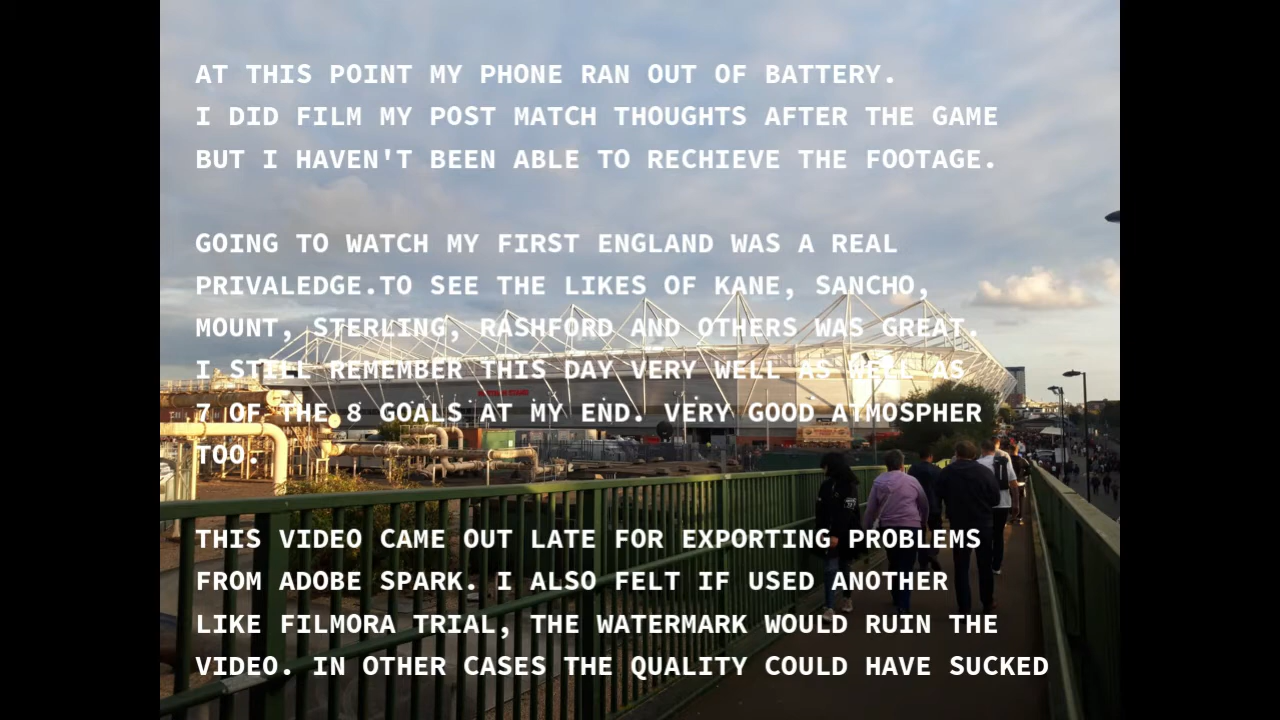 AT THIS POINT MY PHONE RAN OUT OF BATTERY.
I DID FILM MY POST MATCH THOUGHTS AFTER THE GAME
BUT I HAVEN'T BEEN ABLE TO RECHIEVE THE FOOTAGE.
GOING TO WATCH MY FIRST ENGLAND WAS A REAL
PRIVALEDGE.TO SEE THE LIKES OF KANE, SANCHO,
MOUNT, STERLING, RASHFORD AND OTHERS WAS GREAT.
I STILL REMEMBER THIS DAY VERY WELL AS WELL AS
7 OF THE 8 GOALS AT MY END. VERY GOOD ATMOSPHER
TOO.
THIS VIDEO CAME OUT LATE FOR EXPORTING PROBLEMS
FROM ADOBE SPARK. I ALSO FELT IF USED ANOTHER
LIKE FILMORA TRIAL, THE WATERMARK WOULD RUIN THE
VIDEO. IN OTHER CASES THE QUALITY COULD HAVE SUCKED